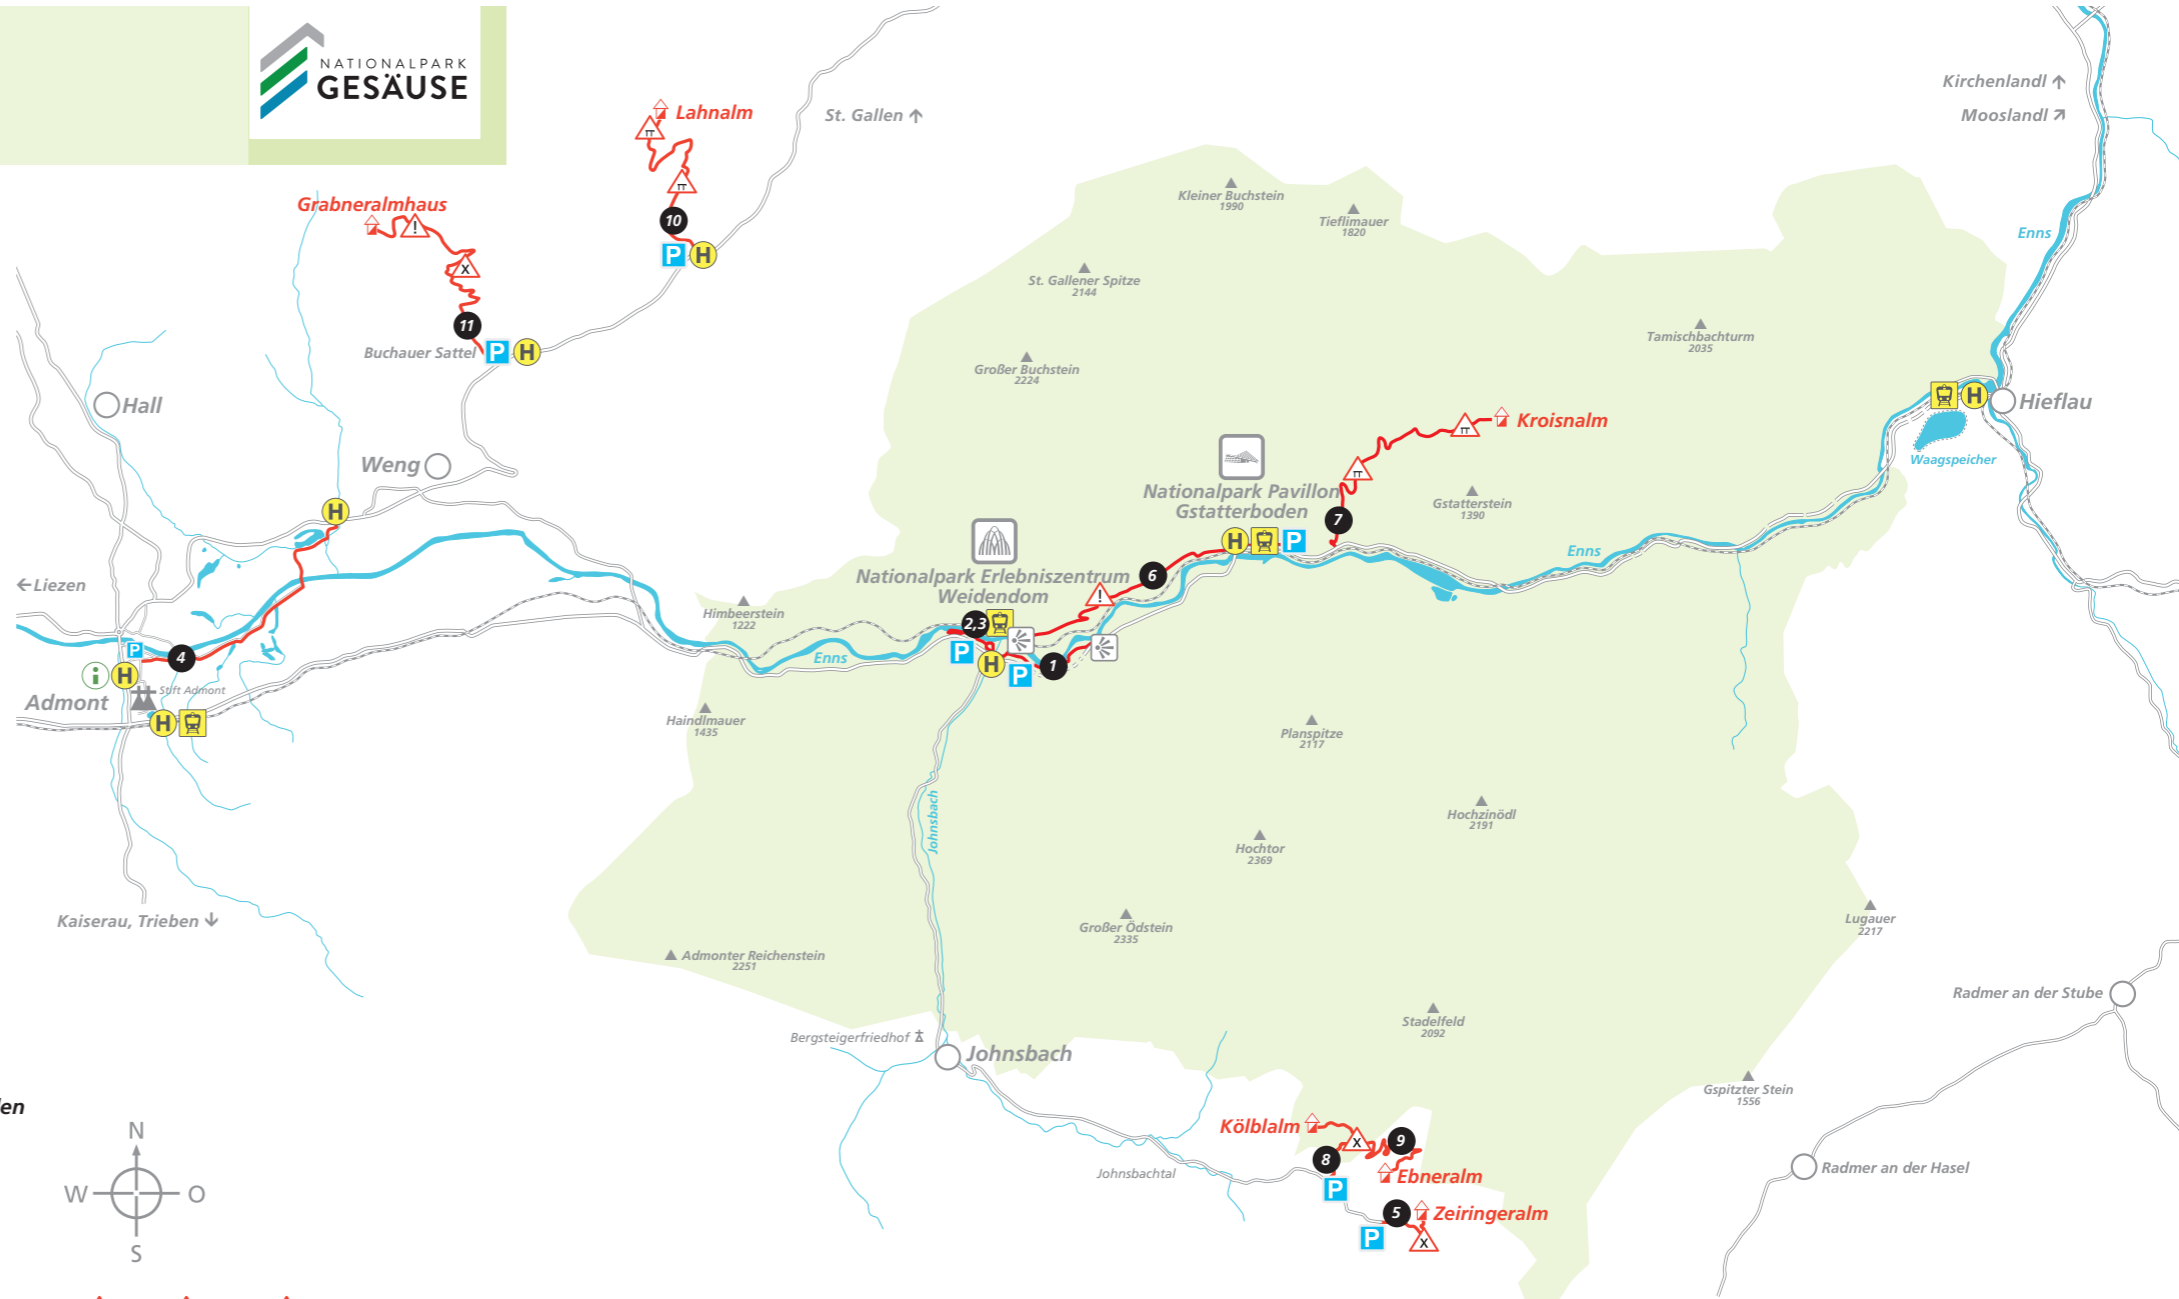 NATIONALPARK
GESÄUSE
Lahnalm
St. Gallen
Kirchenlandl
Mooslandl
Grabneralmhaus
!
X
10
P H
11
Buchauer Sattel P H
Kleiner Buchstein
1990
Tieflimauer
1820
Enns
St. Gallener Spitze
2144
Großer Buchstein
2224
Tamischbachturm
2035
H Hieflau
Waagspeicher
Kroisnalm
Hall
Weng
H
Nationalpark Pavillon
Gstatterboden
Gstatterstein
1390
7
H P
Enns
Nationalpark Erlebniszentrum
Weidendom
6
!
Liezen
Himbeerstein
1222
2,3
P
H
P
1
Enns
4
P
i H
Stift Admont
Admont
H
Haindlmauer
1435
Planspitze
2117
Johnsbach
Hochzinödl
2191
Hochtor
2369
Kaiserau, Trieben
Großer Ödstein
2335
Lugauer
2217
Admonter Reichenstein
2251
Radmer an der Stube
Stadelfeld
2092
Bergsteigerfriedhof
Johnsbach
Gspitzter Stein
1556
en
Kölblalm
X
9
8
Ebneralm
Johnsbachtal
P
Radmer an der Hasel
5
Zeiringeralm
P
X
N
W O
S